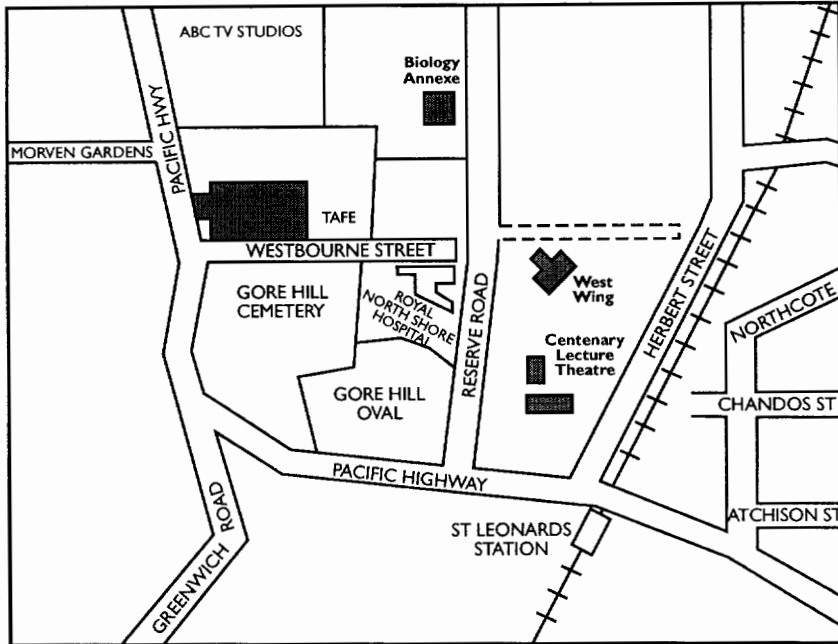 ABC TV STUDIOS
Biology
Annexe
PACIFIC HWY
MORVEN GARDENS
TAFE
WESTBOURNE STREET
GORE HILL
CEMETERY
ROYAL
NORTH SHORE
HOSPITAL
RESERVE ROAD
West
Wing
HERBERT STREET
NORTHCOTE
Centenary
Lecture
Theatre
GORE HILL
OVAL
CHANDOS ST
PACIFIC HIGHWAY
GREENWICH ROAD
ST LEONARDS
STATION
ATCHISON ST